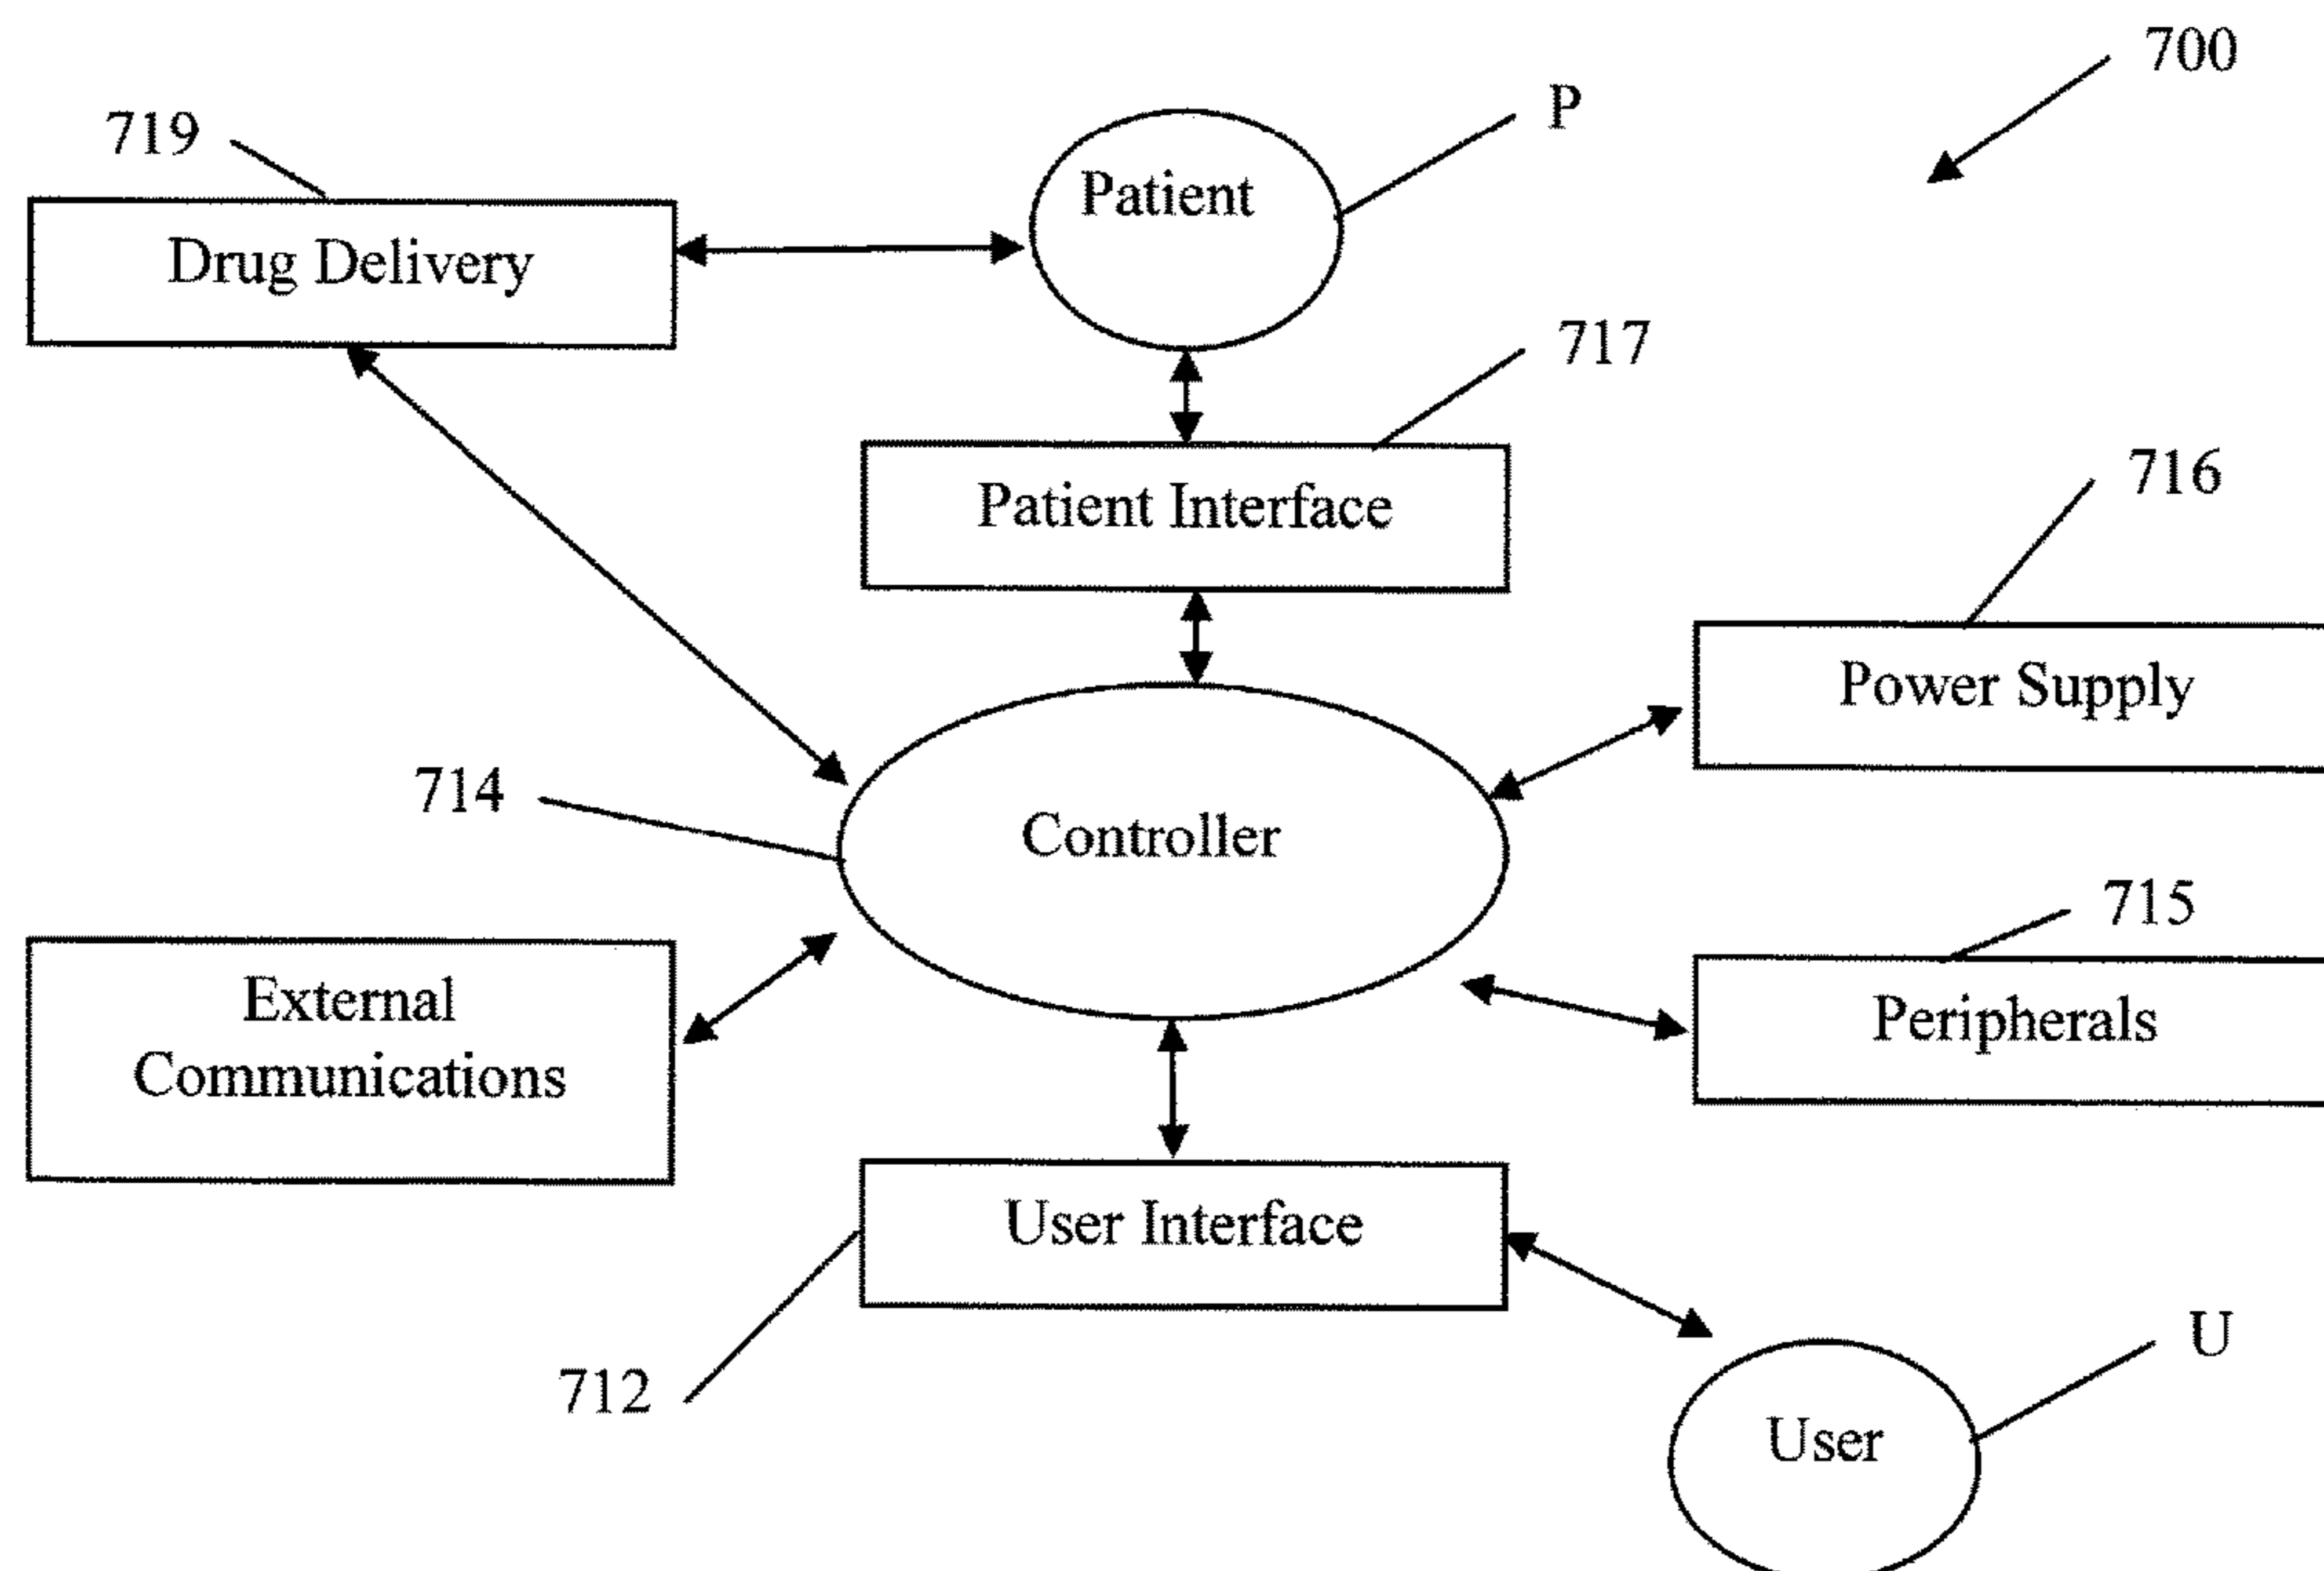 700
P
719
Patient
Drug Delivery
717
716
Patient Interface
Power Supply
714
Controller
715
External
Communications
Peripherals
User Interface
U
712
User